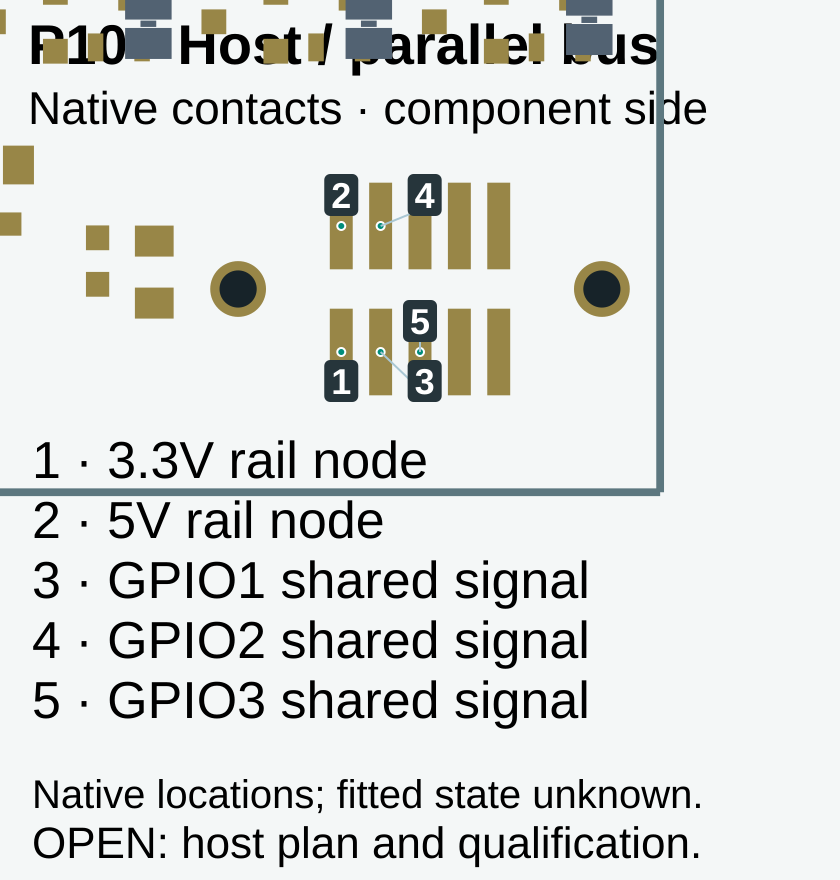 P10 · Host / parallel bus
Native contacts · component side
2 4
5
1 3
1 · 3.3V rail node
2 · 5V rail node
3 · GPIO1 shared signal
4 · GPIO2 shared signal
5 · GPIO3 shared signal
Native locations; fitted state unknown.
OPEN: host plan and qualification.